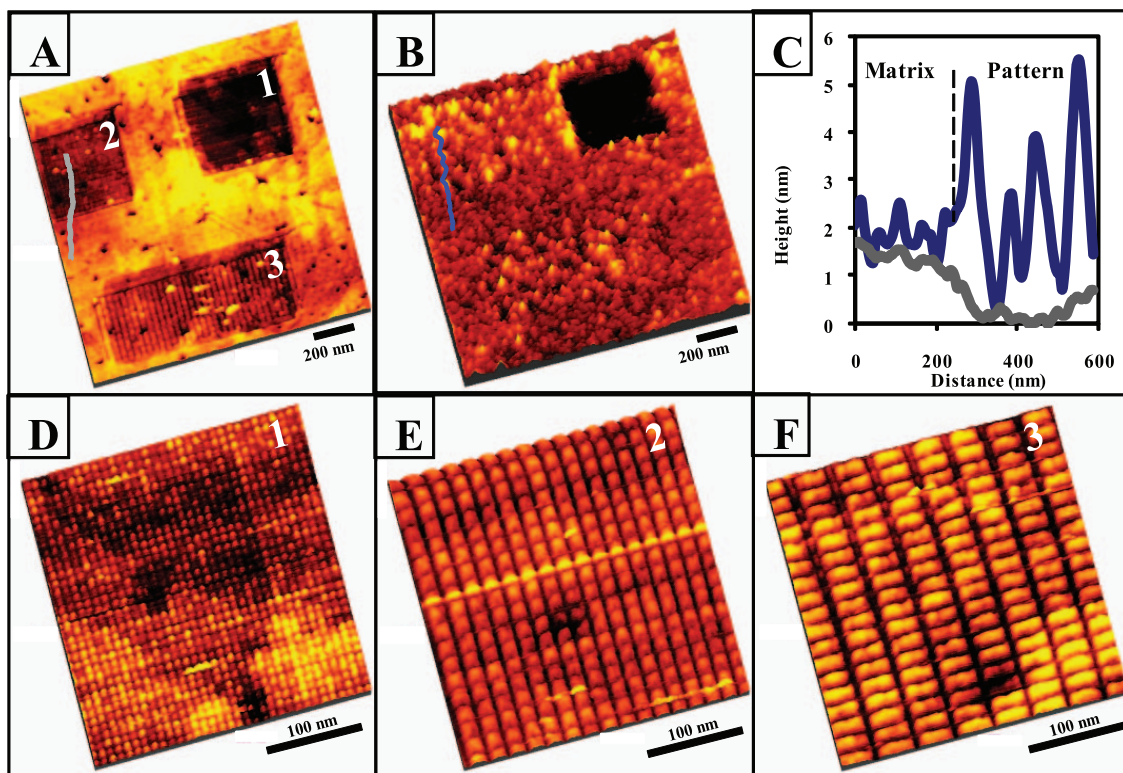 A
1
2
3
200 nm
B
200 nm
C
6
5
4
3
2
1
0
Height (nm)
Matrix
Pattern
0
200
400
600
Distance (nm)
D
1
100 nm
E
2
100 nm
F
3
100 nm